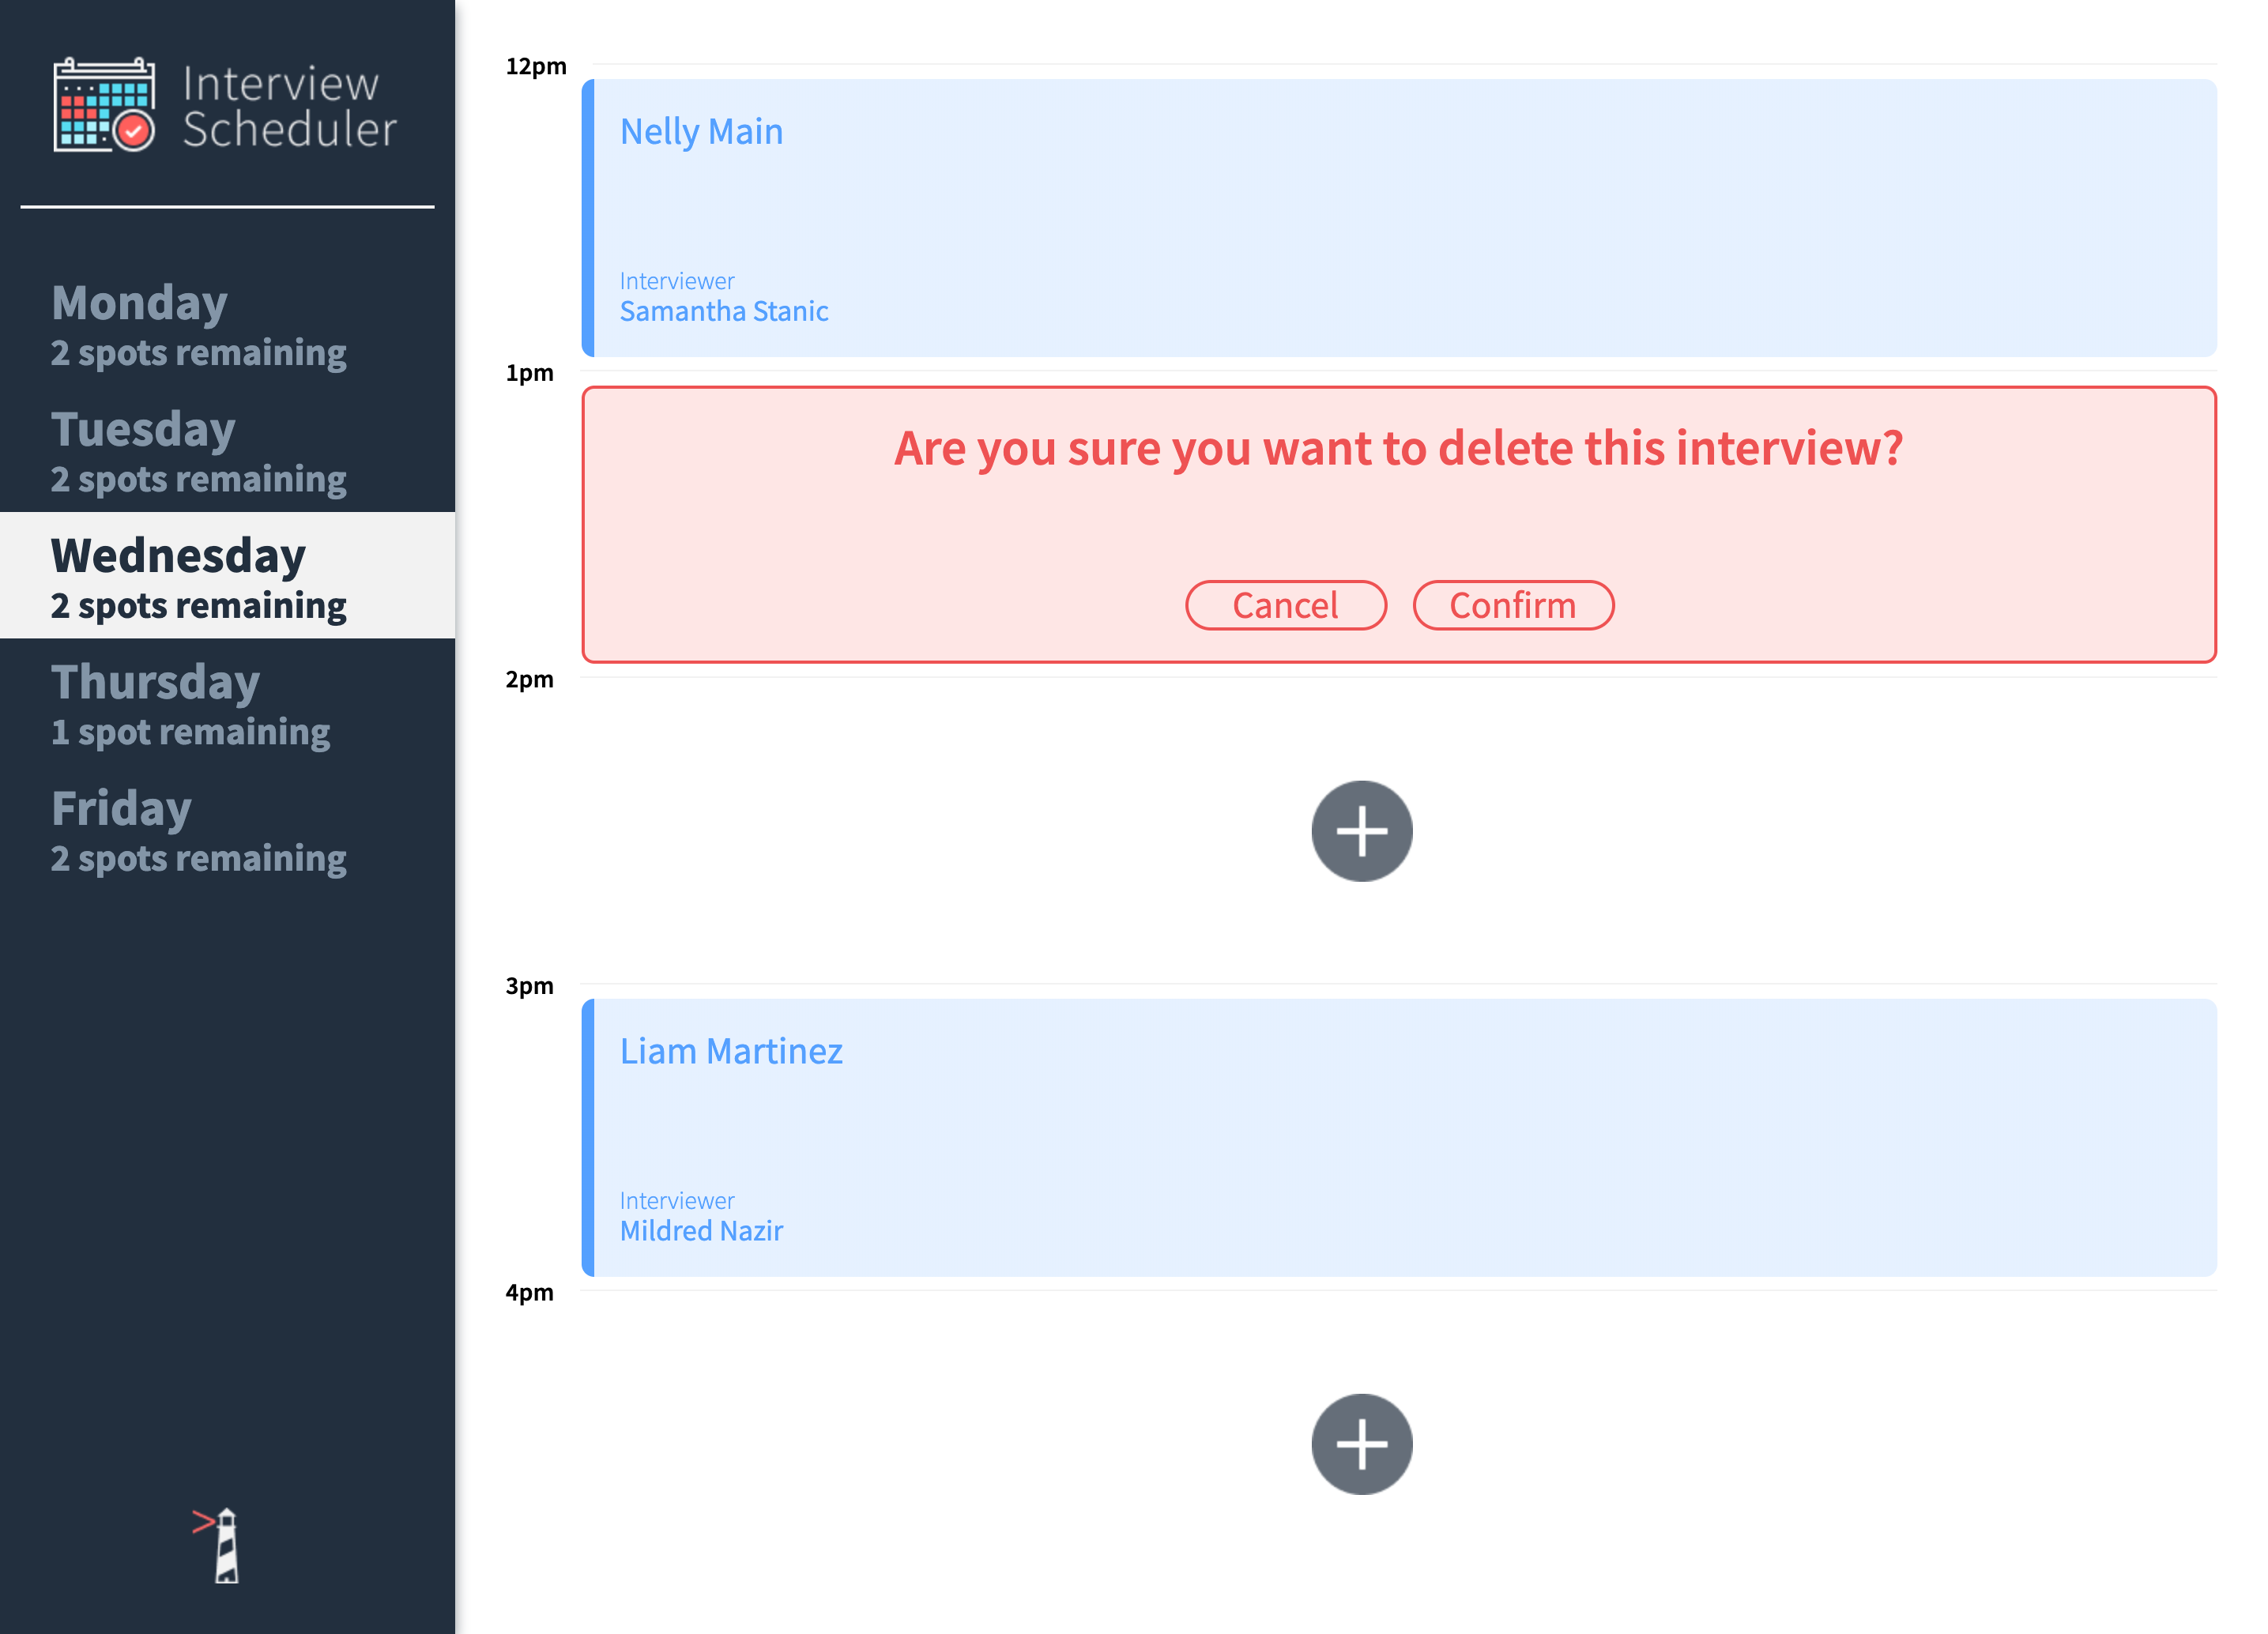 Interview
Scheduler
Monday
2 spots remaining
Tuesday
2 spots remaining
Wednesday
2 spots remaining
Thursday
1 spot remaining
Friday
2 spots remaining
12pm
Nelly Main
Interviewer
Samantha Stanic
1pm
Are you sure you want to delete this interview?
Cancel
Confirm
2pm
3pm
Liam Martinez
Interviewer
Mildred Nazir
4pm